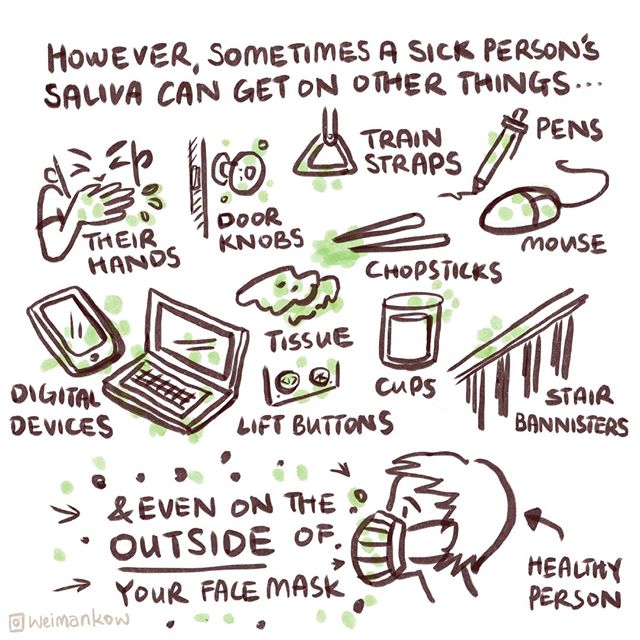 HOWEVER, SOMETIMES A SICK PERSON'S
SALIVA CAN GET ON OTHER THINGS...
THEIR
HANDS
DOOR
KNOBS
TRAIN
STRAPS
PENS
MOUSE
CHOPSTICKS
DIGITAL
DEVICES
TISSUE
LIFT BUTTONS
CUPS
STAIR
BANNISTERS
& EVEN ON THE
OUTSIDE OF
YOUR FACE MASK
HEALTHY
PERSON
@weimankow